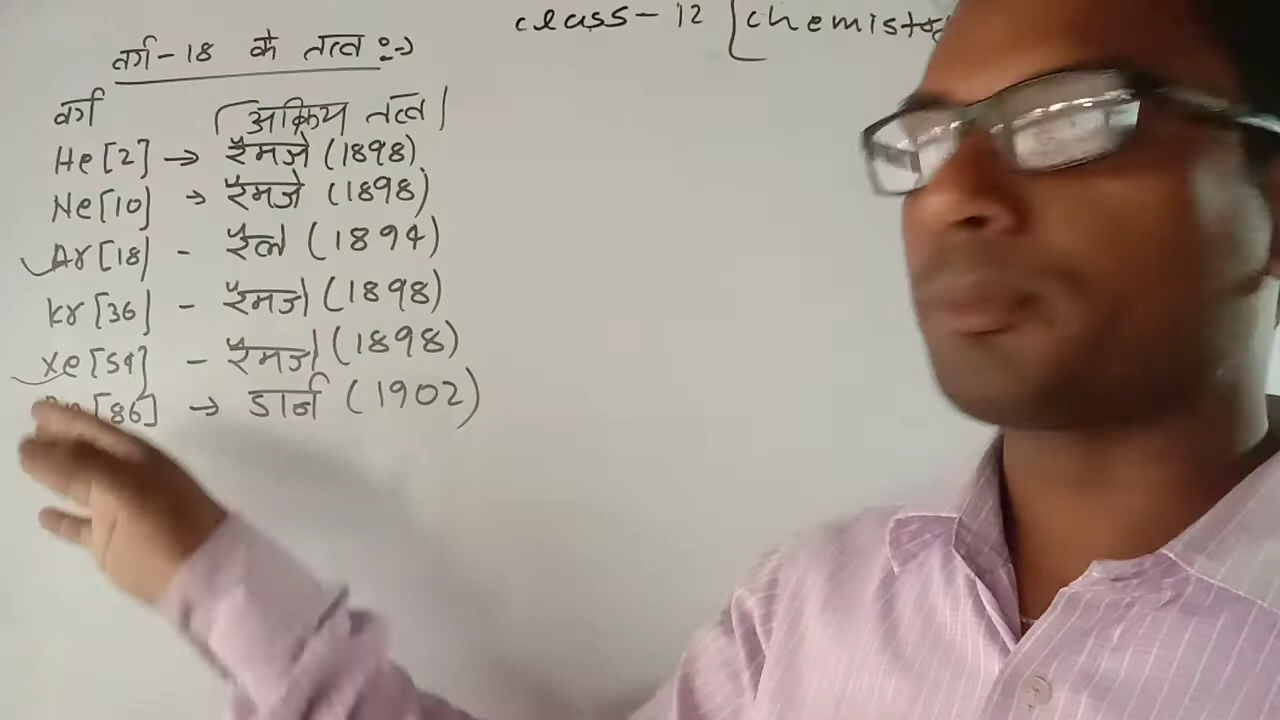 class-12 [chemist
वर्ग-18 के तत्व :->
वर्ग (अक्रिय तत्व)
He[2] → रैमजे (1898)
Ne[10] → रैमजे (1898)
Ar[18] - रैले (1894)
Kr[36] - रैमजे (1898)
Xe[54] - रैमजे (1898)
[86] → डार्न (1902)